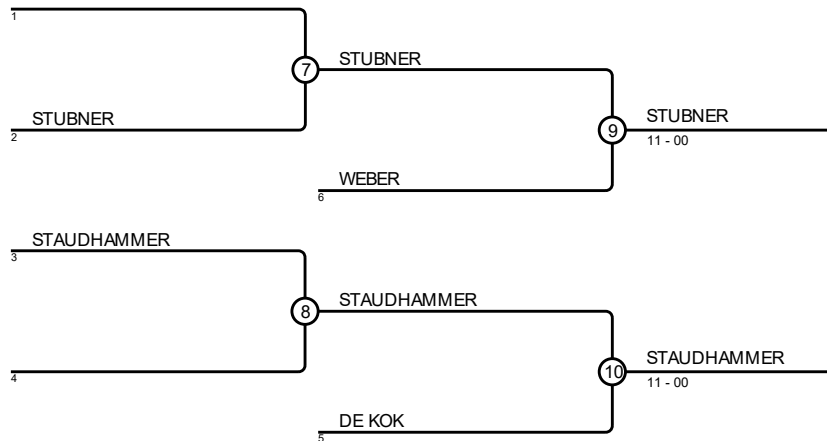 1
7
STUBNER
STUBNER
2
9
STUBNER
11 - 00
WEBER
6
STAUDHAMMER
3
8
STAUDHAMMER
4
10
STAUDHAMMER
11 - 00
DE KOK
5